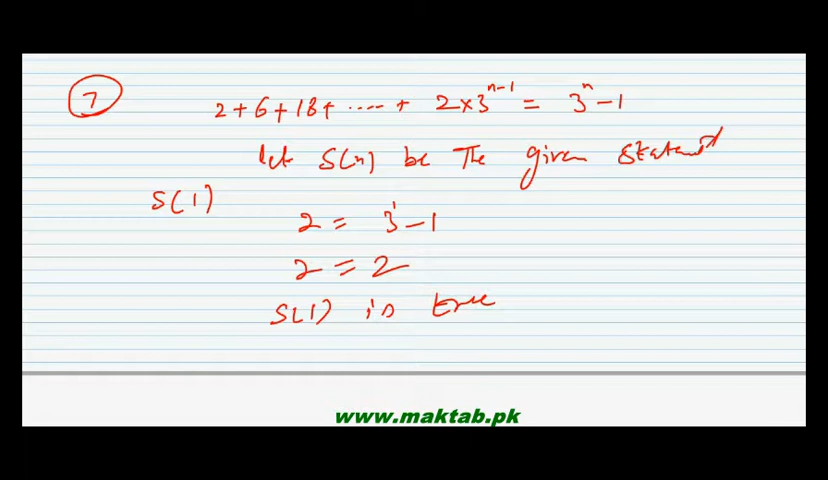 7 2 + 6 + 18 + ..... + 2 × 3^{n-1} = 3^n - 1
let S(n) be The given Statement
S(1)
2 = 3^1 - 1
2 = 2
S(1) is true
www.maktab.pk